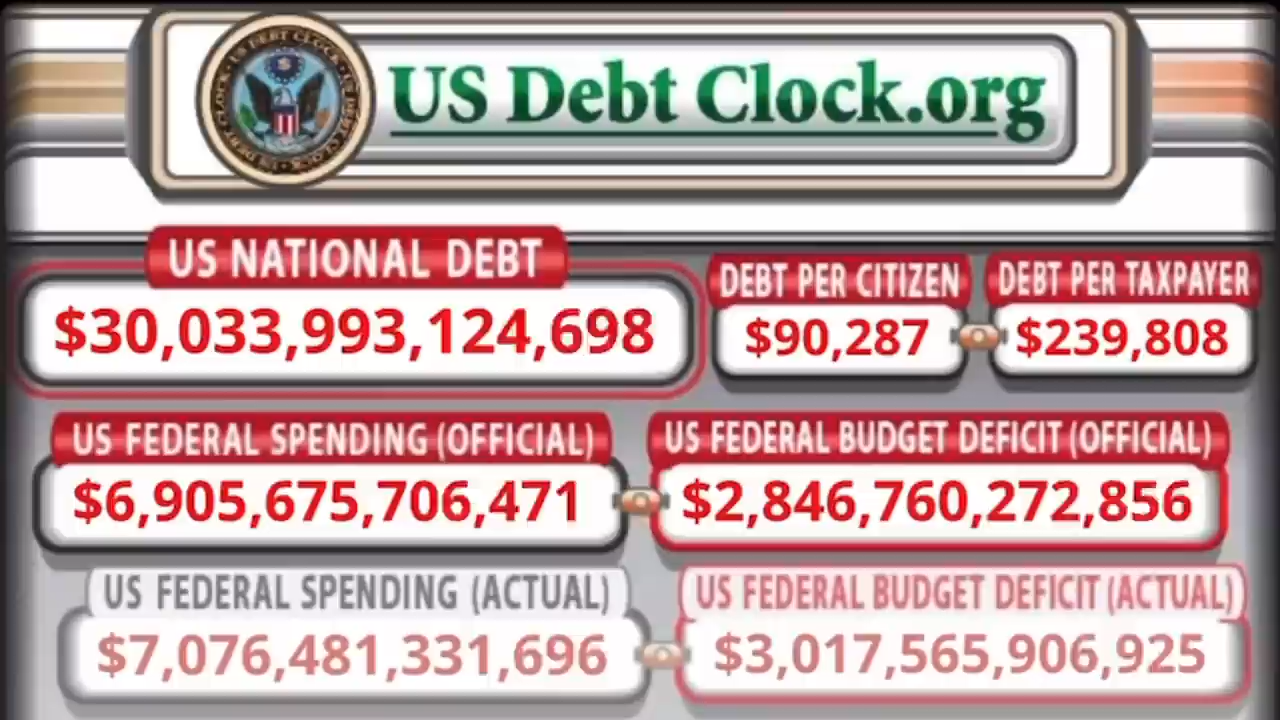 US Debt Clock.org
US NATIONAL DEBT
$30,033,993,124,698
DEBT PER CITIZEN
$90,287
DEBT PER TAXPAYER
$239,808
US FEDERAL SPENDING (OFFICIAL)
$6,905,675,706,471
US FEDERAL BUDGET DEFICIT (OFFICIAL)
$2,846,760,272,856
US FEDERAL SPENDING (ACTUAL)
$7,076,481,331,696
US FEDERAL BUDGET DEFICIT (ACTUAL)
$3,017,565,906,925